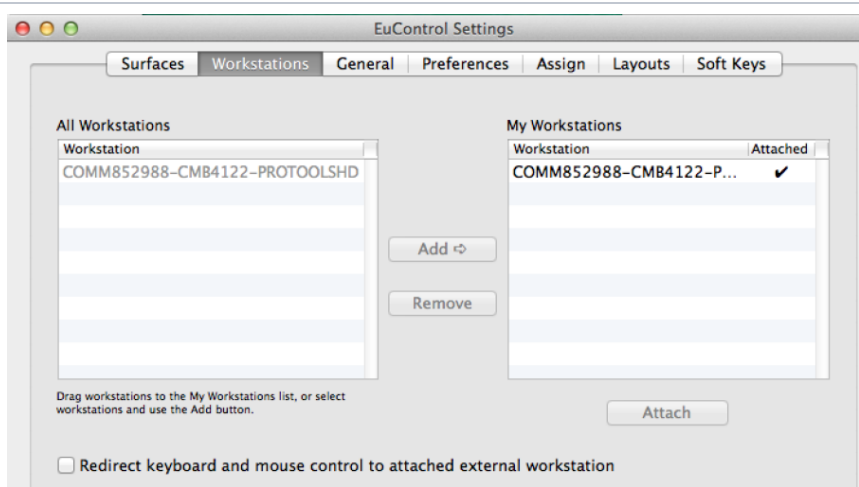 EuControl Settings
Surfaces Workstations General Preferences Assign Layouts Soft Keys
All Workstations
Workstation
COMM852988-CMB4122-PROTOOLSHD
My Workstations
Workstation Attached
COMM852988-CMB4122-P... ✔
Add ⇨
Remove
Drag workstations to the My Workstations list, or select
workstations and use the Add button.
Attach
Redirect keyboard and mouse control to attached external workstation